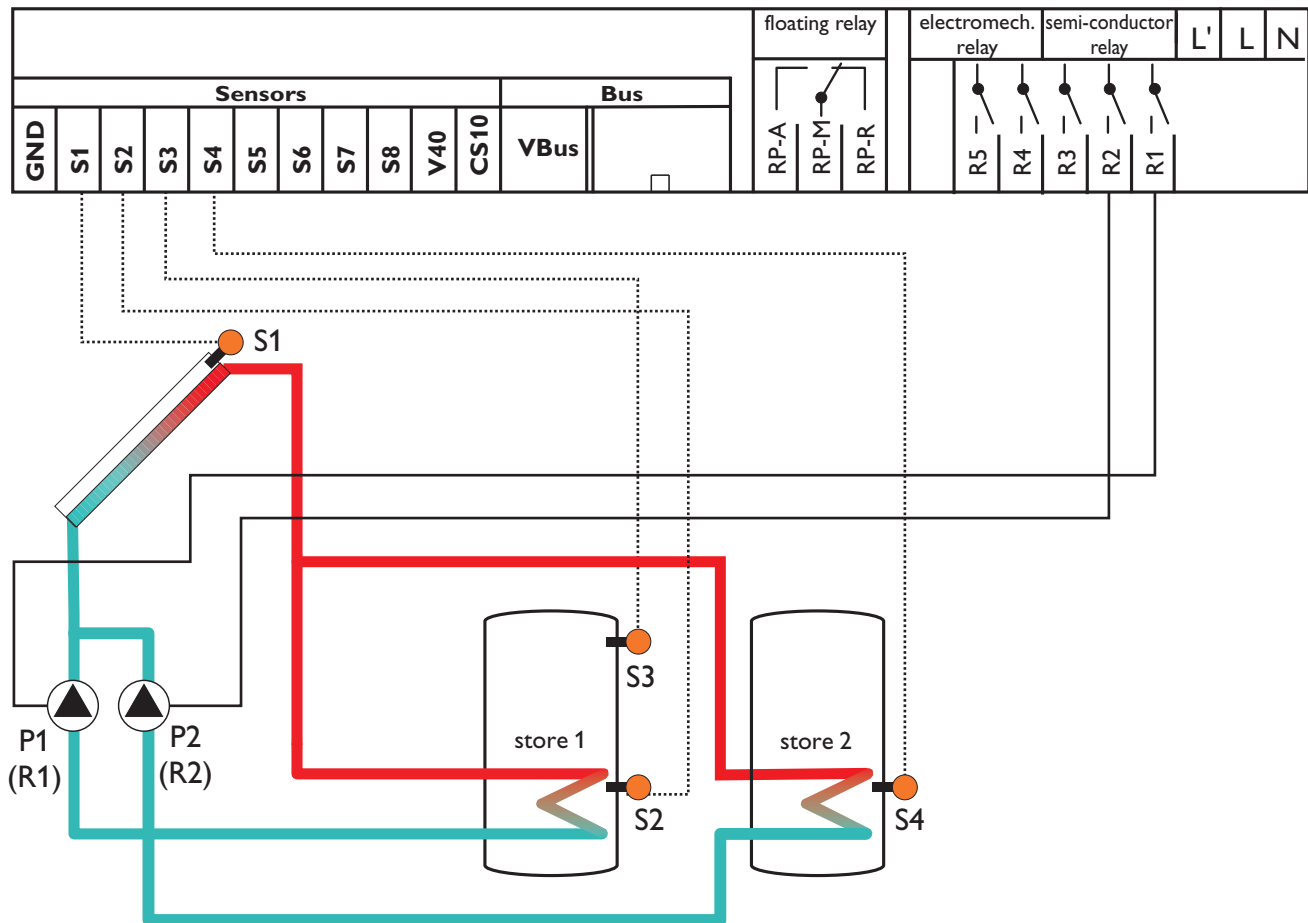 floating relay
electromech.
relay
semi-conductor
relay
L'
L
N
Sensors
Bus
GND
S1
S2
S3
S4
S5
S6
S7
S8
V40
CS10
VBus
RP-A
RP-M
RP-R
R5
R4
R3
R2
R1
S1
S3
P1
(R1)
P2
(R2)
store 1
store 2
S2
S4